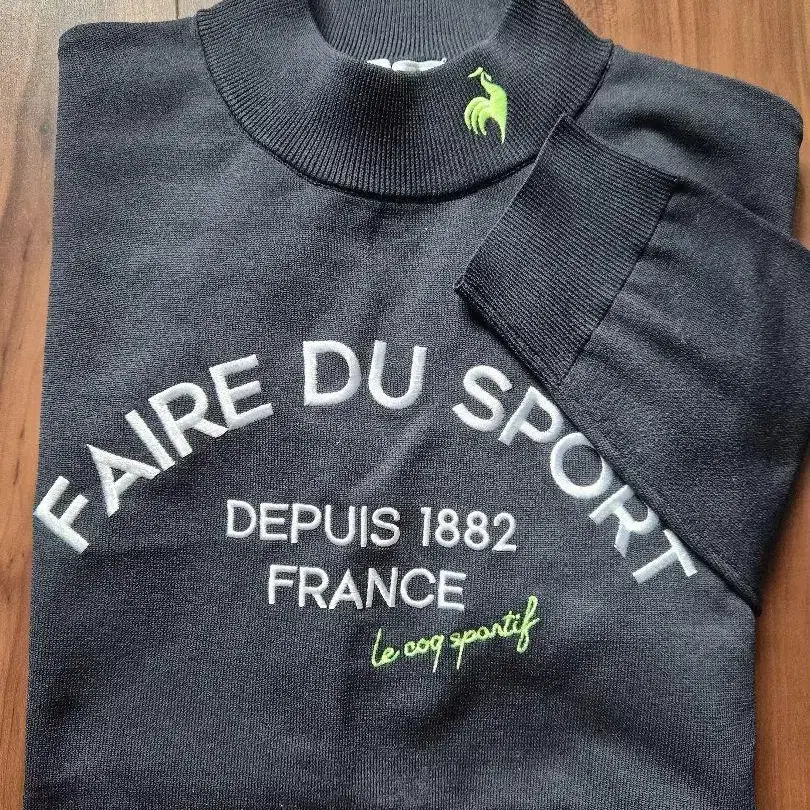 FAIRE DU SPORT
DEPUIS 1882
FRANCE
le coq sportif